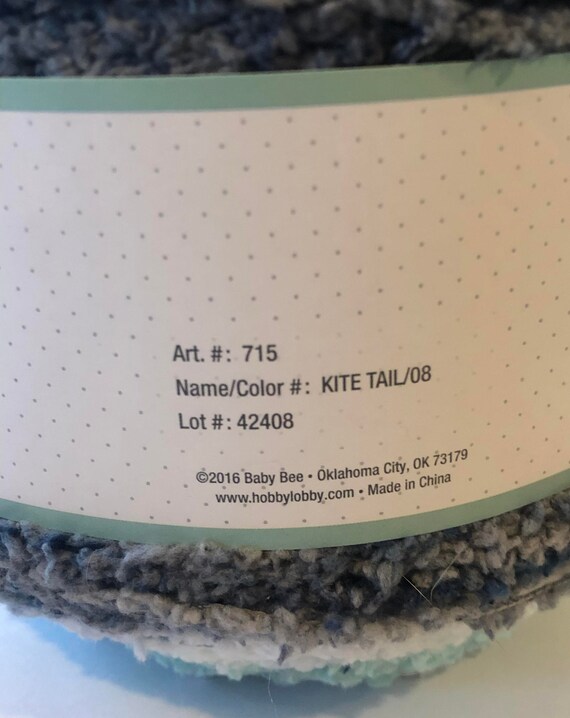 Art. #: 715
Name/Color #: KITE TAIL/08
Lot #: 42408
©2016 Baby Bee • Oklahoma City, OK 73179
www.hobbylobby.com • Made in China